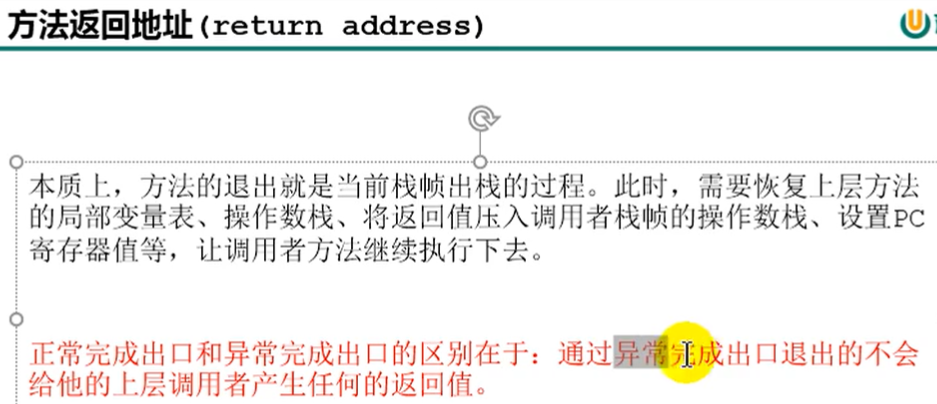 方法返回地址(return address)
本质上，方法的退出就是当前栈帧出栈的过程。此时，需要恢复上层方法
的局部变量表、操作数栈、将返回值压入调用者栈帧的操作数栈、设置PC
寄存器值等，让调用者方法继续执行下去。
正常完成出口和异常完成出口的区别在于：通过异常完成出口退出的不会
给他的上层调用者产生任何的返回值。